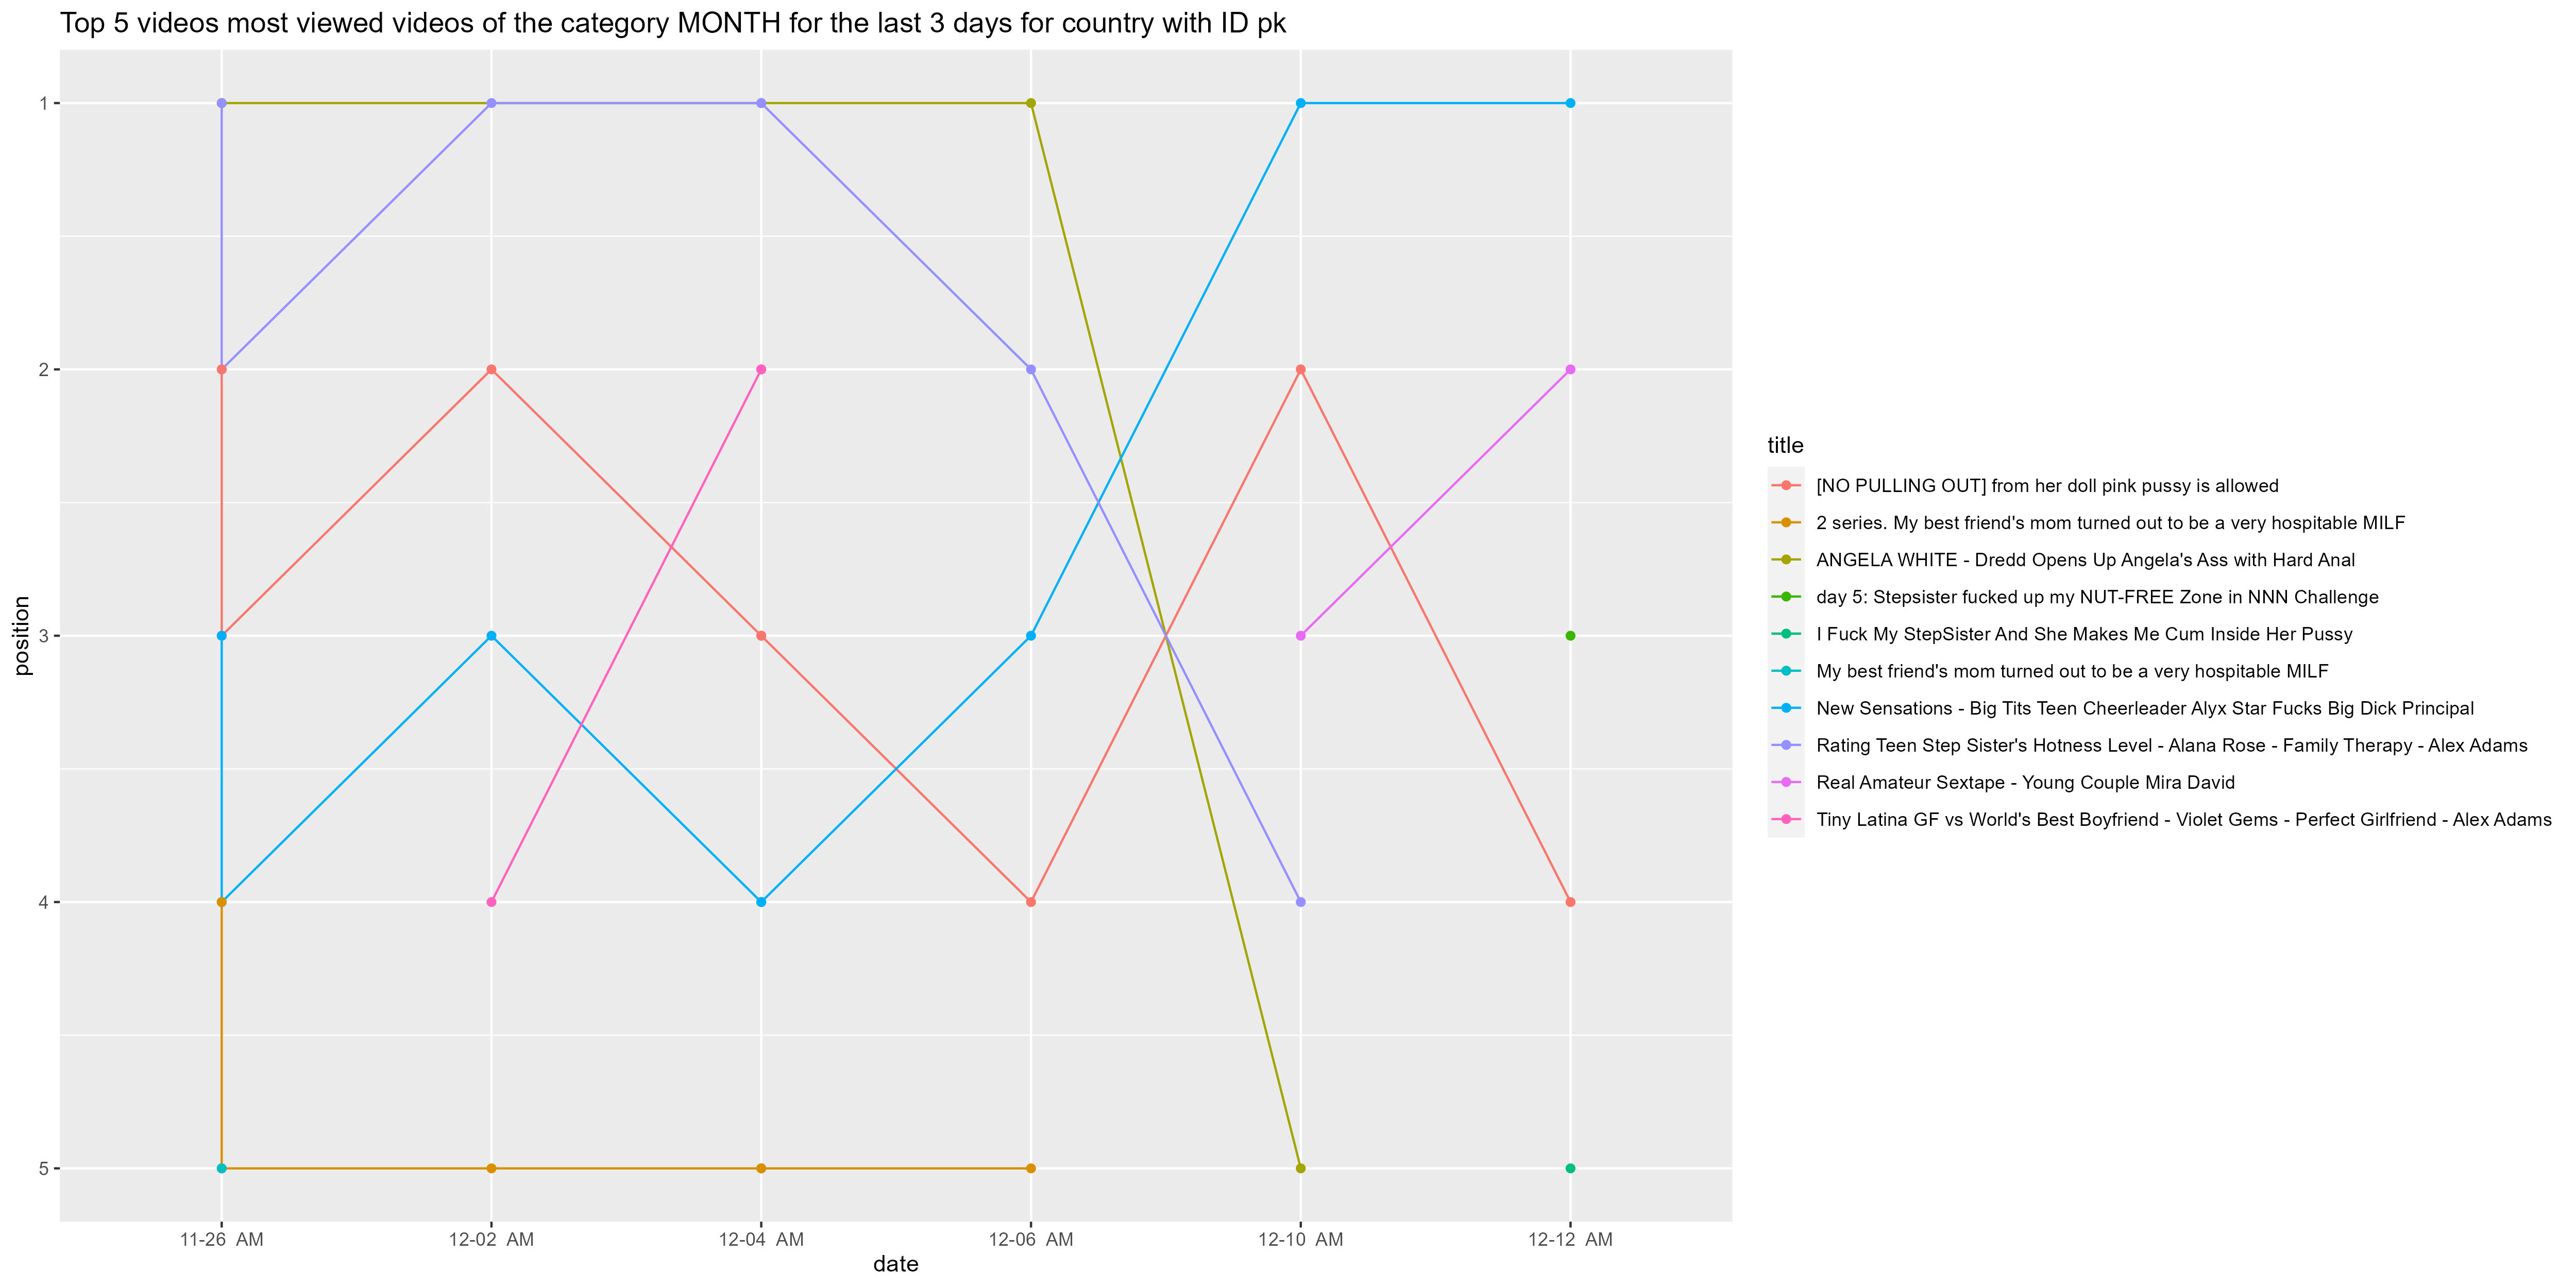 Top 5 videos most viewed videos of the category MONTH for the last 3 days for country with ID pk
position
1
2
3
4
5
11-26  AM
12-02  AM
12-04  AM
12-06  AM
12-10  AM
12-12  AM
date
title
[NO PULLING OUT] from her doll pink pussy is allowed
2 series. My best friend's mom turned out to be a very hospitable MILF
ANGELA WHITE - Dredd Opens Up Angela's Ass with Hard Anal
day 5: Stepsister fucked up my NUT-FREE Zone in NNN Challenge
I Fuck My StepSister And She Makes Me Cum Inside Her Pussy
My best friend's mom turned out to be a very hospitable MILF
New Sensations - Big Tits Teen Cheerleader Alyx Star Fucks Big Dick Principal
Rating Teen Step Sister's Hotness Level - Alana Rose - Family Therapy - Alex Adams
Real Amateur Sextape - Young Couple Mira David
Tiny Latina GF vs World's Best Boyfriend - Violet Gems - Perfect Girlfriend - Alex Adams